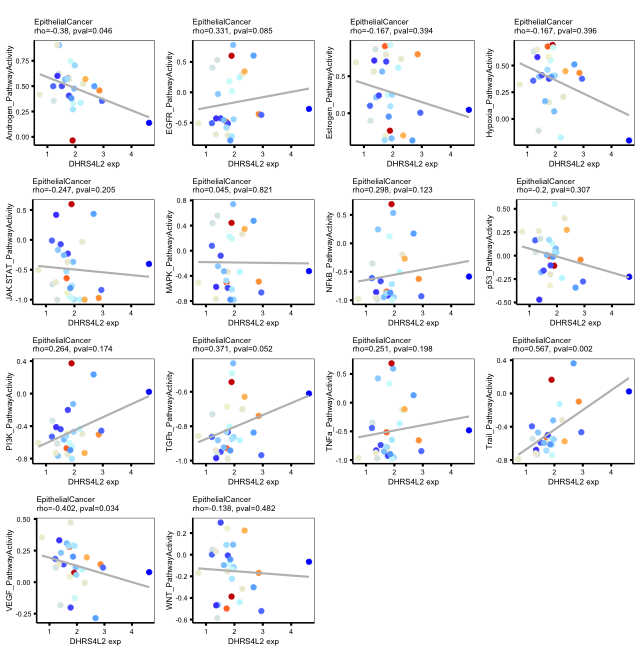 EpithelialCancer
rho=-0.38, pval=0.046
Androgen_PathwayActivity
0.75
0.50
0.25
0.00
1
2
3
4
DHRS4L2 exp
EpithelialCancer
rho=0.331, pval=0.085
EGFR_PathwayActivity
0.5
0.0
-0.5
1
2
3
4
DHRS4L2 exp
EpithelialCancer
rho=-0.167, pval=0.394
Estrogen_PathwayActivity
0.5
0.0
1
2
3
4
DHRS4L2 exp
EpithelialCancer
rho=-0.167, pval=0.396
Hypoxia_PathwayActivity
0.50
0.25
0.00
1
2
3
4
DHRS4L2 exp
EpithelialCancer
rho=-0.247, pval=0.205
JAK-STAT_PathwayActivity
0.5
0.0
-0.5
-1.0
1
2
3
4
DHRS4L2 exp
EpithelialCancer
rho=0.045, pval=0.821
MAPK_PathwayActivity
0.8
0.4
0.0
-0.4
-0.8
1
2
3
4
DHRS4L2 exp
EpithelialCancer
rho=0.298, pval=0.123
NFkB_PathwayActivity
0.5
0.0
-0.5
-1.0
1
2
3
4
DHRS4L2 exp
EpithelialCancer
rho=-0.2, pval=0.307
p53_PathwayActivity
0.50
0.25
0.00
-0.25
-0.50
1
2
3
4
DHRS4L2 exp
EpithelialCancer
rho=0.264, pval=0.174
PI3K_PathwayActivity
0.4
0.0
-0.4
-0.8
1
2
3
4
DHRS4L2 exp
EpithelialCancer
rho=0.371, pval=0.052
TGFb_PathwayActivity
-0.6
-0.8
-1.0
1
2
3
4
DHRS4L2 exp
EpithelialCancer
rho=0.251, pval=0.198
TNFa_PathwayActivity
0.5
0.0
-0.5
-1.0
1
2
3
4
DHRS4L2 exp
EpithelialCancer
rho=0.567, pval=0.002
Trail_PathwayActivity
0.4
0.0
-0.4
-0.8
1
2
3
4
DHRS4L2 exp
EpithelialCancer
rho=-0.402, pval=0.034
VEGF_PathwayActivity
0.50
0.25
0.00
-0.25
1
2
3
4
DHRS4L2 exp
EpithelialCancer
rho=-0.138, pval=0.482
WNT_PathwayActivity
0.2
0.0
-0.2
-0.4
-0.6
1
2
3
4
DHRS4L2 exp